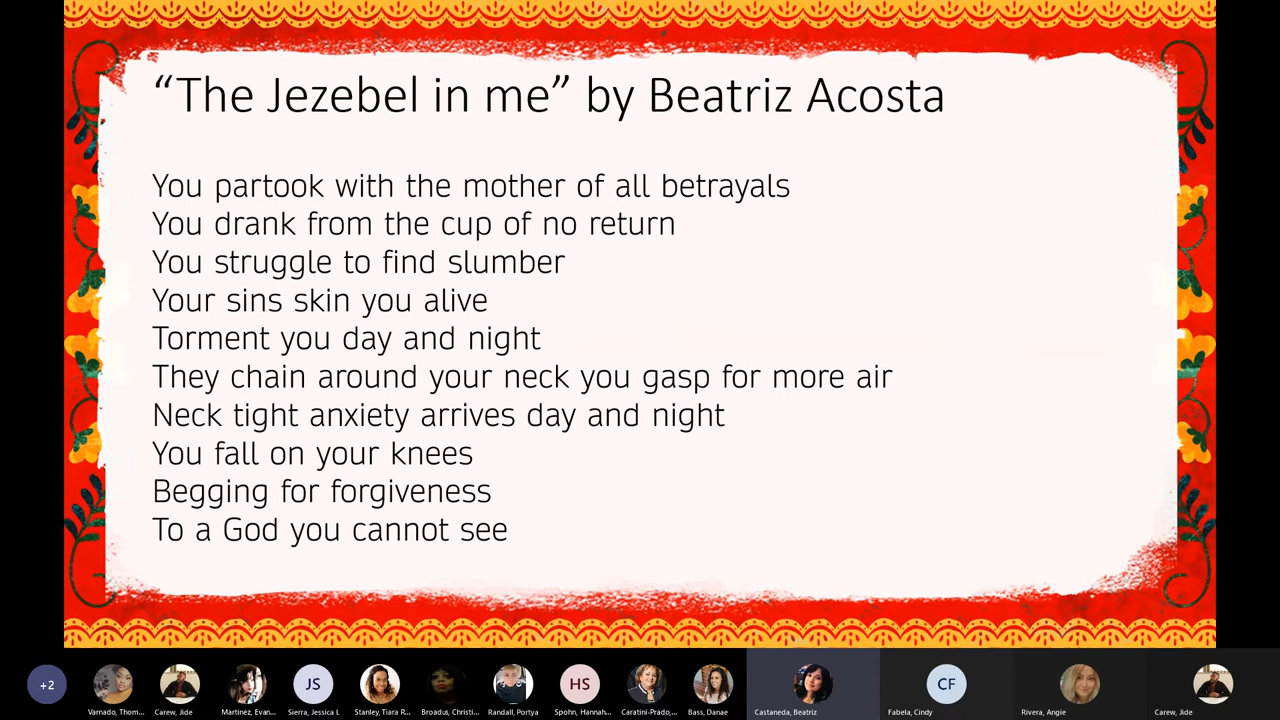 “The Jezebel in me” by Beatriz Acosta
You partook with the mother of all betrayals
You drank from the cup of no return
You struggle to find slumber
Your sins skin you alive
Torment you day and night
They chain around your neck you gasp for more air
Neck tight anxiety arrives day and night
You fall on your knees
Begging for forgiveness
To a God you cannot see
+2
JS
HS
CF
Varnado, Thom...
Carew, Jide
Martinez, Evan...
Sierra, Jessica L
Stanley, Tiara R...
Broadus, Christi...
Randall, Portya
Spohn, Hannah...
Caratini-Prado,...
Bass, Danae
Castaneda, Beatriz
Fabela, Cindy
Rivera, Angie
Carew, Jide